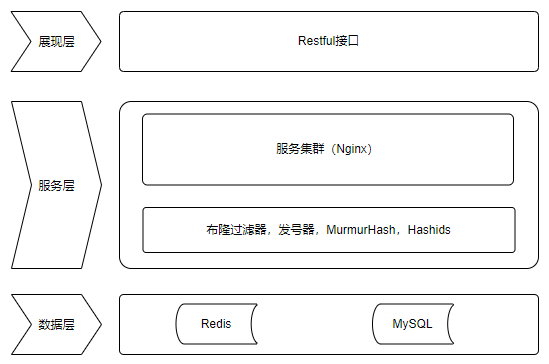 展现层
Restful接口
服务层
服务集群（Nginx）
布隆过滤器，发号器，MurmurHash，Hashids
数据层
Redis
MySQL